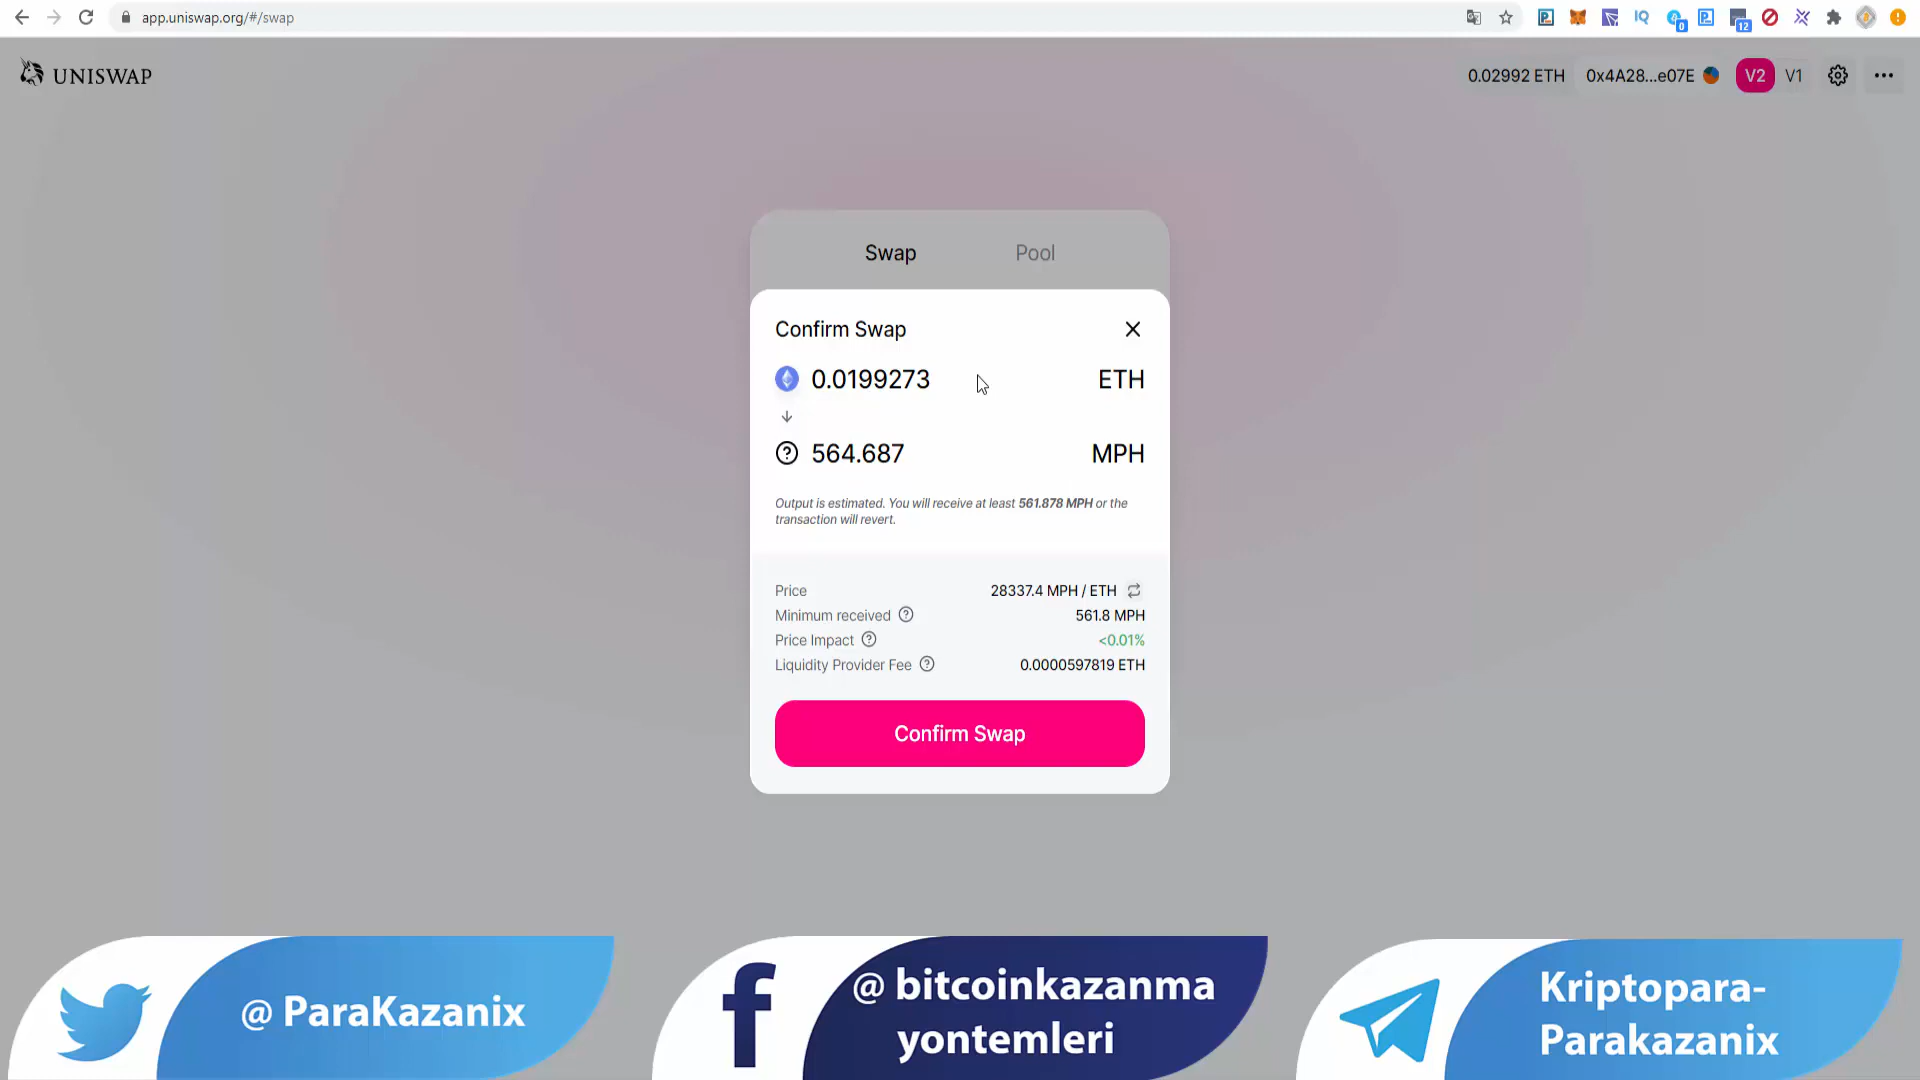 app.uniswap.org/#/swap
IQ
0
12
UNISWAP
0.02992 ETH
0x4A28...e07E
V2
V1
Swap
Pool
Confirm Swap
0.0199273
ETH
564.687
MPH
Output is estimated. You will receive at least 561.878 MPH or the
transaction will revert.
Price
28337.4 MPH / ETH
Minimum received
561.8 MPH
Price Impact
<0.01%
Liquidity Provider Fee
0.0000597819 ETH
Confirm Swap
@ ParaKazanix
@ bitcoinkazanma
yontemleri
Kriptopara-
Parakazanix